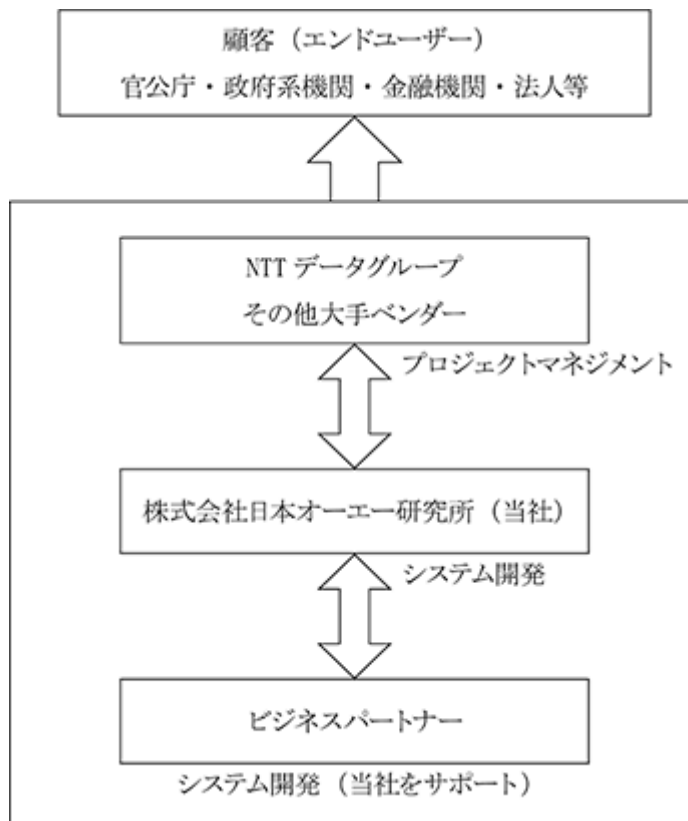 顧客（エンドユーザー）
官公庁・政府系機関・金融機関・法人等
NTT データグループ
その他大手ベンダー
プロジェクトマネジメント
株式会社日本オーエー研究所（当社）
システム開発
ビジネスパートナー
システム開発（当社をサポート）